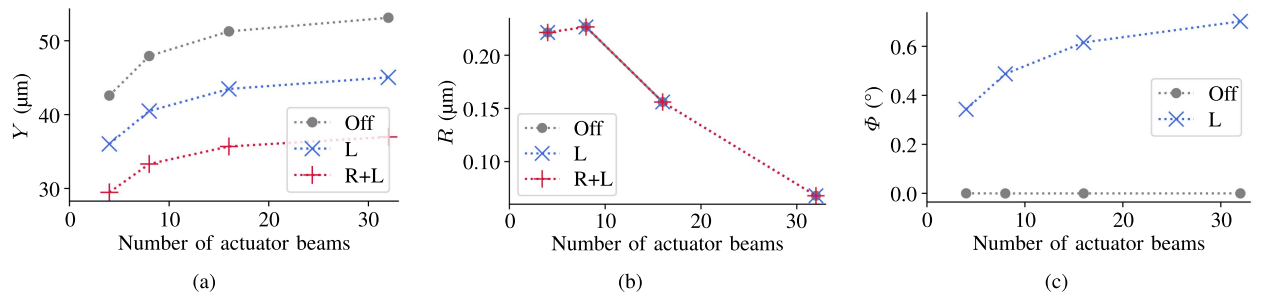 50
40
30
Y (μm)
0
10
20
30
Number of actuator beams
Off
L
R+L
(a)
0.20
0.15
0.10
R (μm)
0
10
20
30
Number of actuator beams
Off
L
R+L
(b)
0.6
0.4
0.2
0.0
Φ (°)
0
10
20
30
Number of actuator beams
Off
L
(c)